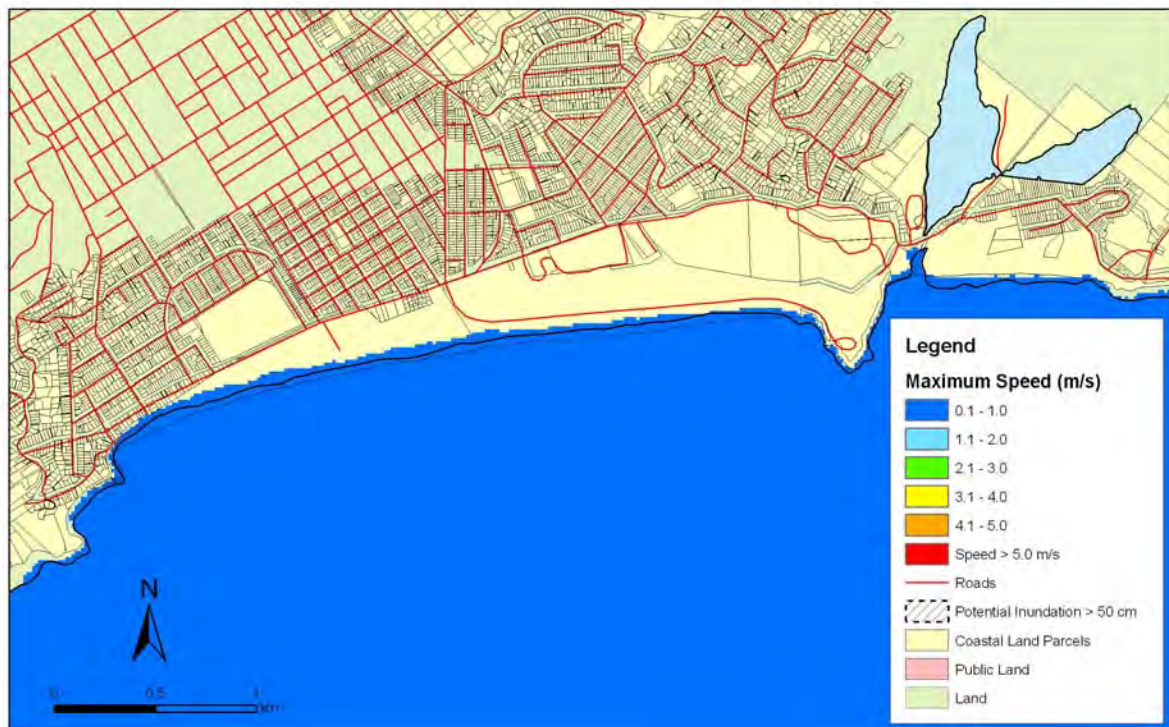 Legend
Maximum Speed (m/s)
0.1 - 1.0
1.1 - 2.0
2.1 - 3.0
3.1 - 4.0
4.1 - 5.0
Speed > 5.0 m/s
Roads
Potential Inundation > 50 cm
Coastal Land Parcels
Public Land
Land
N
0 0.5 1
km